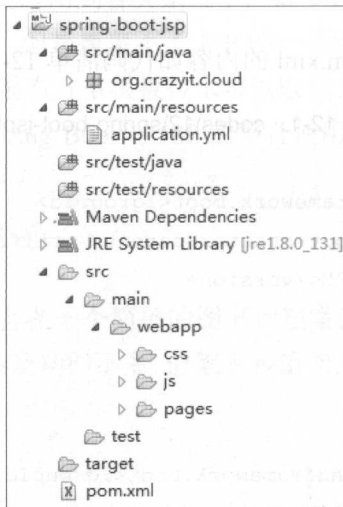 spring-boot-jsp
src/main/java
org.crazyit.cloud
src/main/resources
application.yml
src/test/java
src/test/resources
Maven Dependencies
JRE System Library [jre1.8.0_131]
src
main
webapp
css
js
pages
test
target
pom.xml